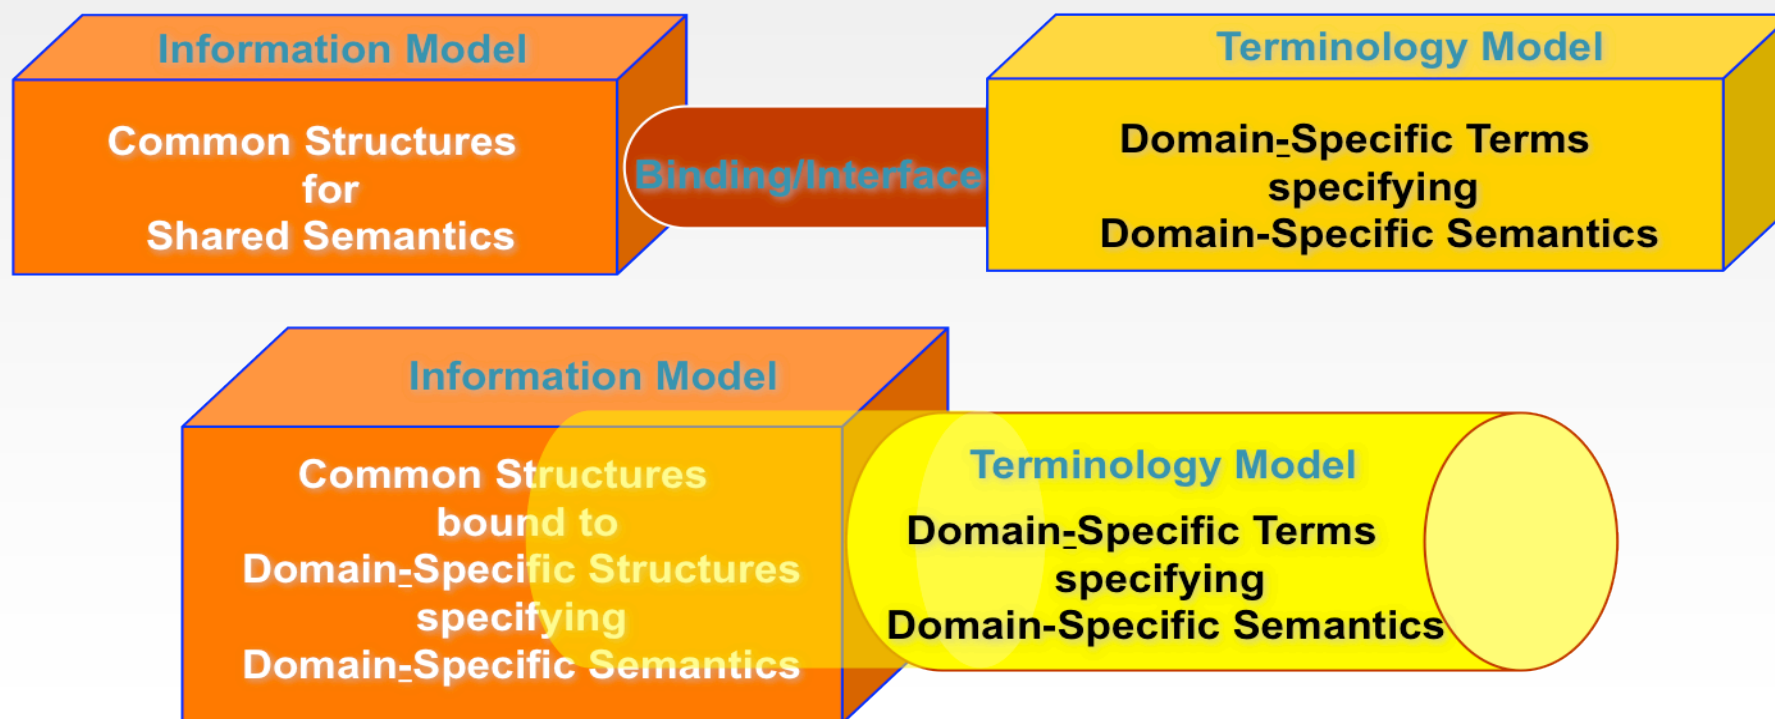 Information Model
Common Structures
for
Shared Semantics
Binding/Interface
Terminology Model
Domain-Specific Terms
specifying
Domain-Specific Semantics
Information Model
Common Structures
bound to
Domain-Specific Structures
specifying
Domain-Specific Semantics
Terminology Model
Domain-Specific Terms
specifying
Domain-Specific Semantics